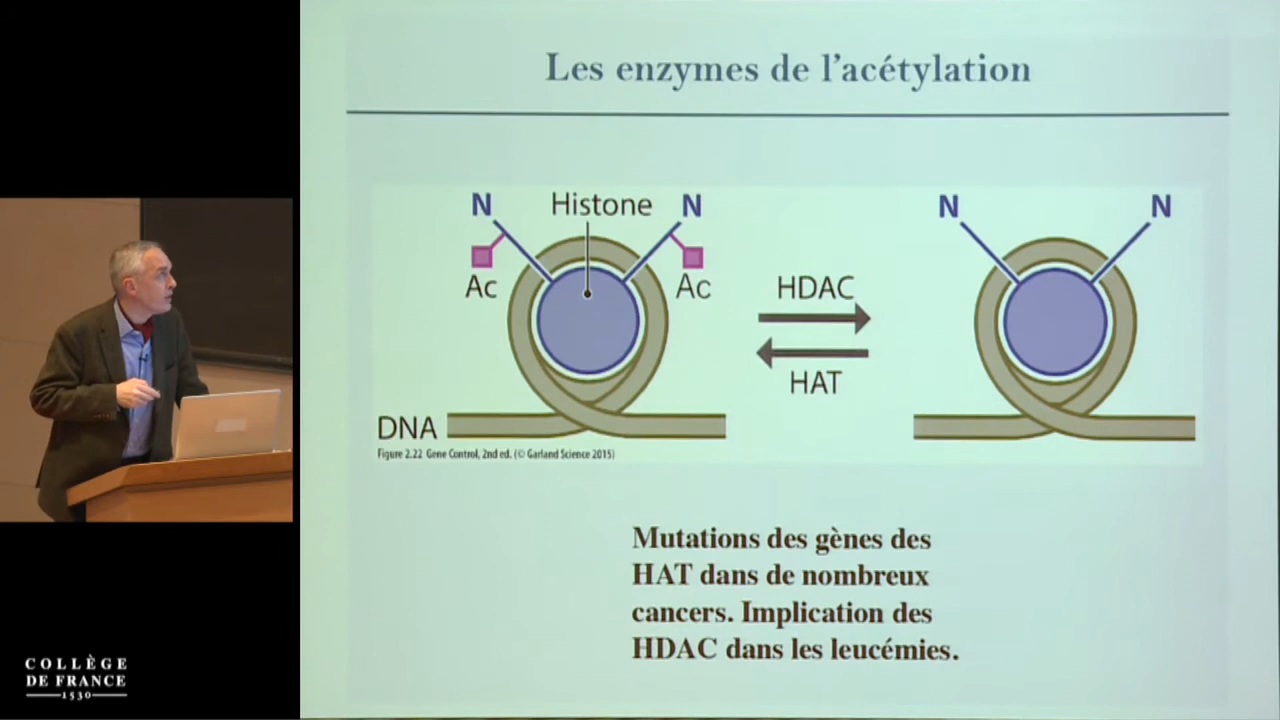 Les enzymes de l'acétylation
N Histone N
Ac Ac
DNA
HDAC
HAT
N N
Figure 2.22 Gene Control, 2nd ed. (© Garland Science 2015)
Mutations des gènes des
HAT dans de nombreux
cancers. Implication des
HDAC dans les leucémies.
COLLÈGE
DE FRANCE
1530